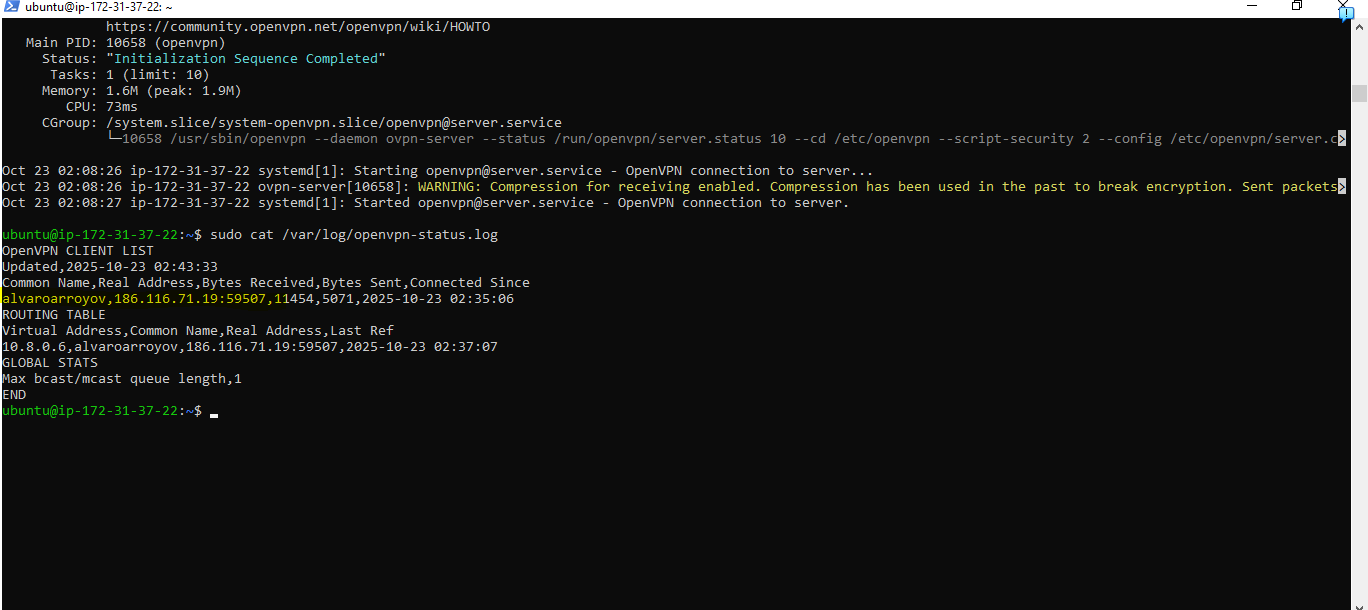 ubuntu@ip-172-31-37-22: ~
https://community.openvpn.net/openvpn/wiki/HOWTO
Main PID: 10658 (openvpn)
Status: "Initialization Sequence Completed"
Tasks: 1 (limit: 10)
Memory: 1.6M (peak: 1.9M)
CPU: 73ms
CGroup: /system.slice/system-openvpn.slice/openvpn@server.service
└─10658 /usr/sbin/openvpn --daemon ovpn-server --status /run/openvpn/server.status 10 --cd /etc/openvpn --script-security 2 --config /etc/openvpn/server.c>
Oct 23 02:08:26 ip-172-31-37-22 systemd[1]: Starting openvpn@server.service - OpenVPN connection to server...
Oct 23 02:08:26 ip-172-31-37-22 ovpn-server[10658]: WARNING: Compression for receiving enabled. Compression has been used in the past to break encryption. Sent packets>
Oct 23 02:08:27 ip-172-31-37-22 systemd[1]: Started openvpn@server.service - OpenVPN connection to server.
ubuntu@ip-172-31-37-22:~$ sudo cat /var/log/openvpn-status.log
OpenVPN CLIENT LIST
Updated,2025-10-23 02:43:33
Common Name,Real Address,Bytes Received,Bytes Sent,Connected Since
alvaroarroyov,186.116.71.19:59507,11454,5071,2025-10-23 02:35:06
ROUTING TABLE
Virtual Address,Common Name,Real Address,Last Ref
10.8.0.6,alvaroarroyov,186.116.71.19:59507,2025-10-23 02:37:07
GLOBAL STATS
Max bcast/mcast queue length,1
END
ubuntu@ip-172-31-37-22:~$